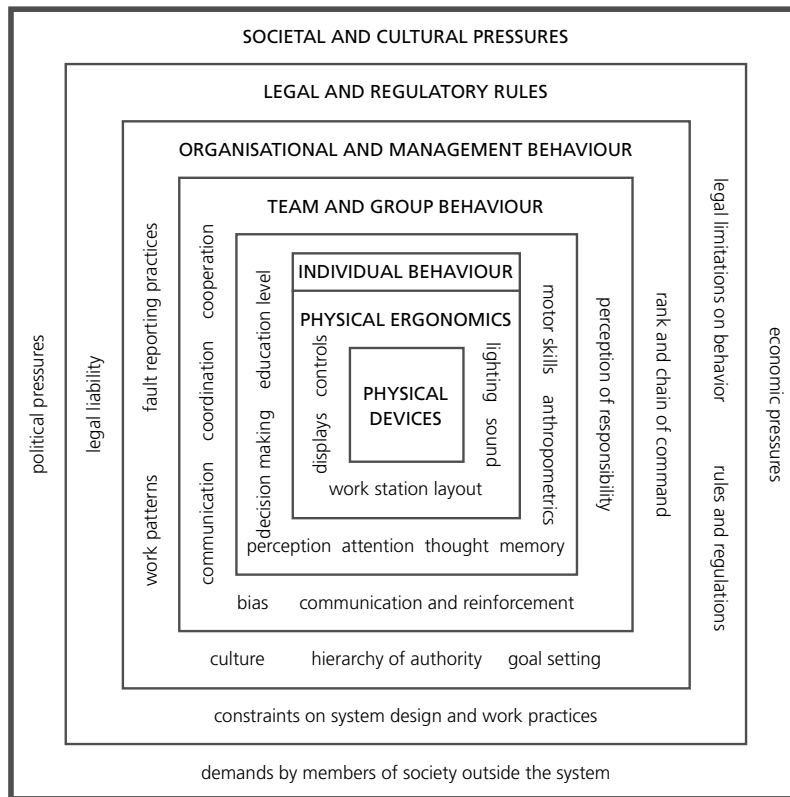 SOCIETAL AND CULTURAL PRESSURES
political pressures
economic pressures
demands by members of society outside the system
LEGAL AND REGULATORY RULES
legal liability
legal limitations on behavior
rules and regulations
constraints on system design and work practices
ORGANISATIONAL AND MANAGEMENT BEHAVIOUR
fault reporting practices
work patterns
rank and chain of command
culture
hierarchy of authority
goal setting
TEAM AND GROUP BEHAVIOUR
cooperation
coordination
communication
perception of responsibility
bias
communication and reinforcement
INDIVIDUAL BEHAVIOUR
education level
decision making
motor skills
anthropometrics
perception attention thought memory
PHYSICAL ERGONOMICS
controls
displays
lighting
sound
work station layout
PHYSICAL
DEVICES